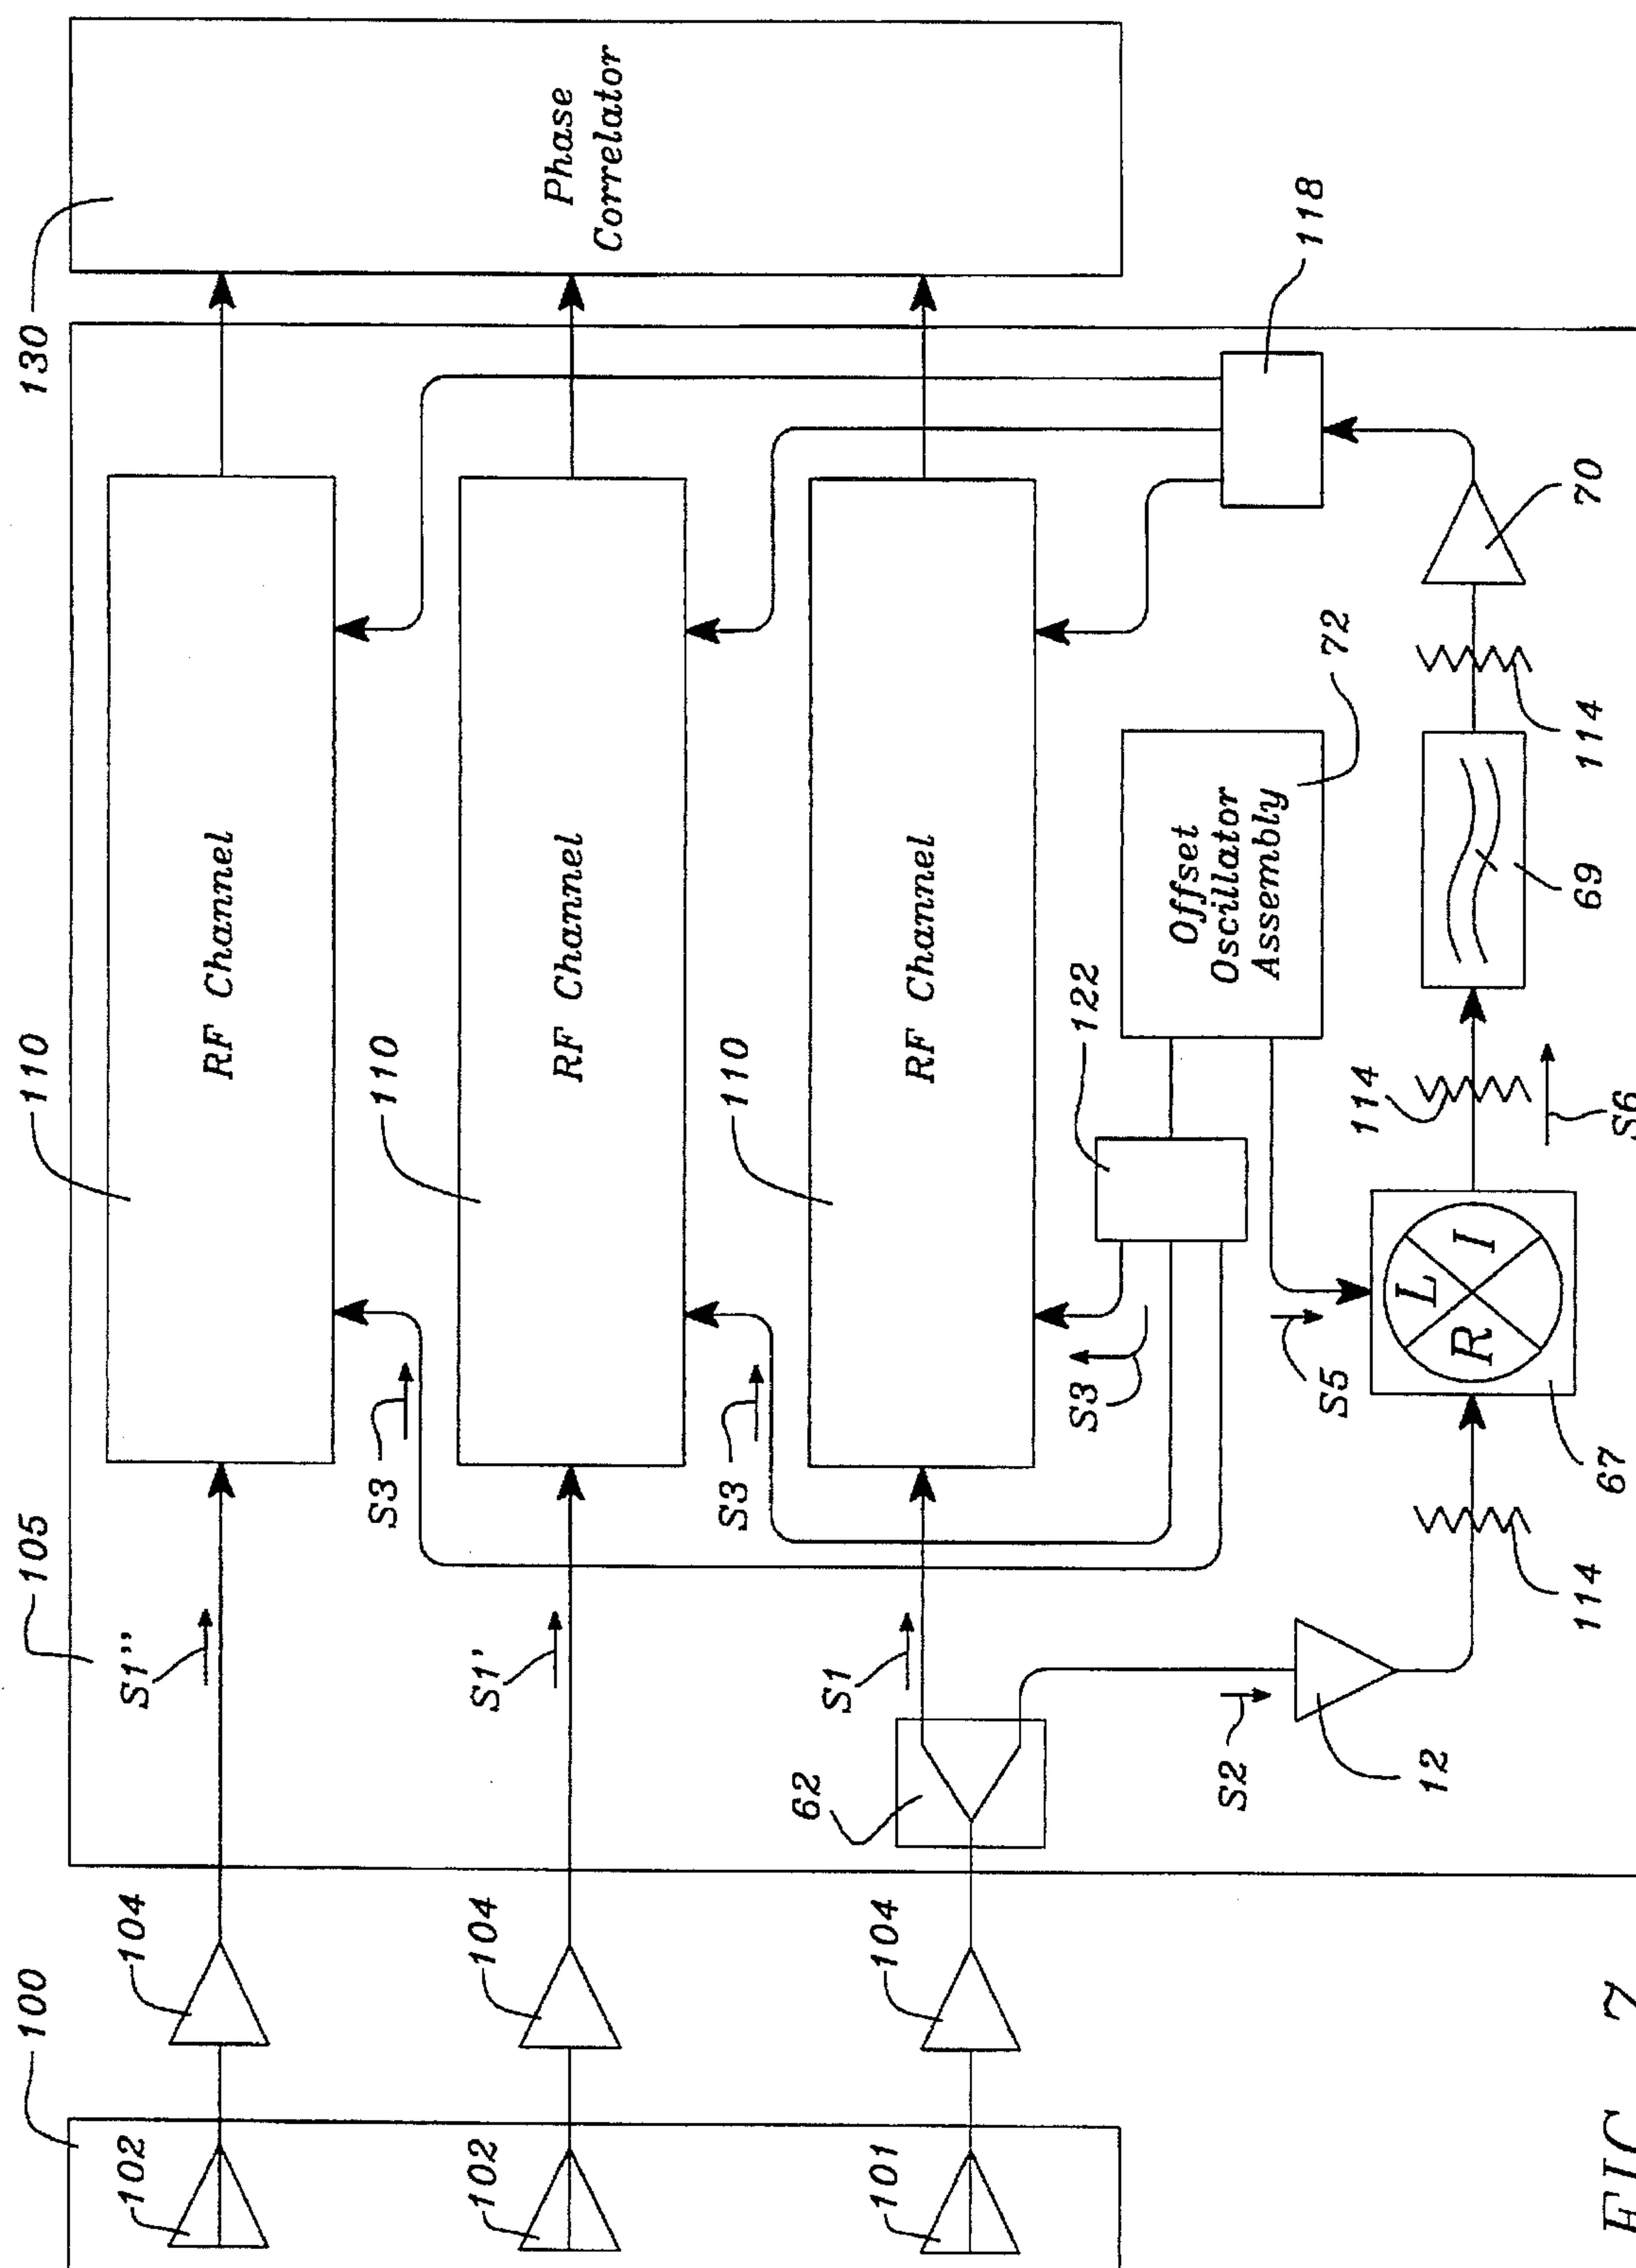 100
102
104
102
104
101
104
105
S1"
S1'
S1
62
S2
12
114
110
RF Channel
S3
110
RF Channel
S3
110
RF Channel
S3
122
Offset
Oscillator
Assembly
72
S5
R
L
I
67
114
S6
69
114
70
118
130
Phase
Correlator
FIG. 7